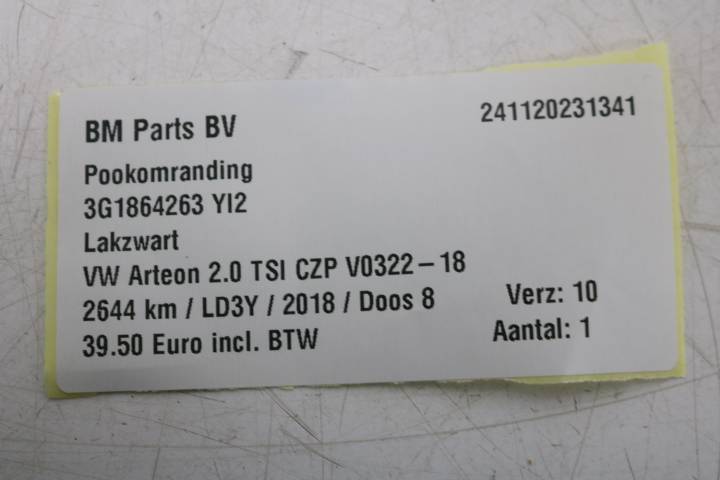 BM Parts BV 241120231341
Pookomranding
3G1864263 YI2
Lakzwart
VW Arteon 2.0 TSI CZP V0322-18
2644 km / LD3Y / 2018 / Doos 8 Verz: 10
39.50 Euro incl. BTW Aantal: 1